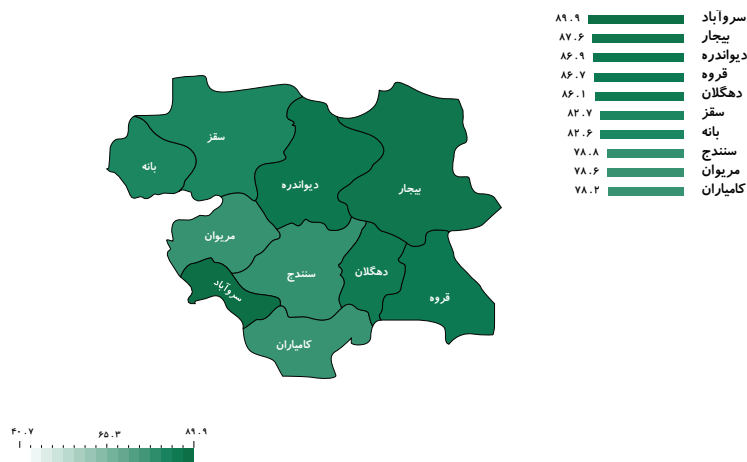 سروآباد ۸۹.۹
بیجار ۸۷.۶
دیواندره ۸۶.۹
قروه ۸۶.۷
دهگلان ۸۶.۱
سقز ۸۲.۷
بانه ۸۲.۶
سنندج ۷۸.۸
مریوان ۷۸.۶
کامیاران ۷۸.۲
سقز
بانه
دیواندره
بیجار
مریوان
سنندج
دهگلان
سروآباد
قروه
کامیاران
۴۰.۷ ۶۵.۳ ۸۹.۹